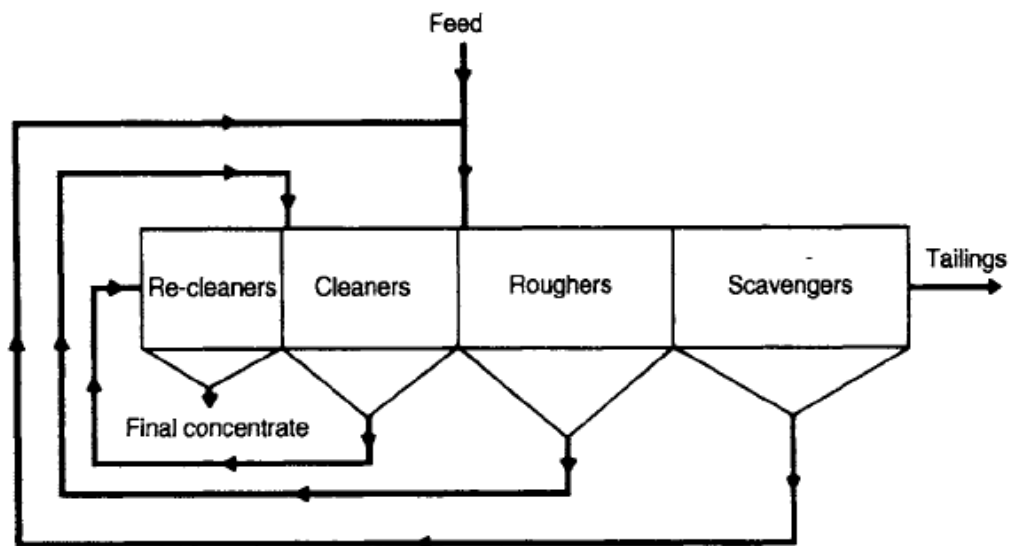 Feed
Re-cleaners
Cleaners
Roughers
Scavengers
Tailings
Final concentrate